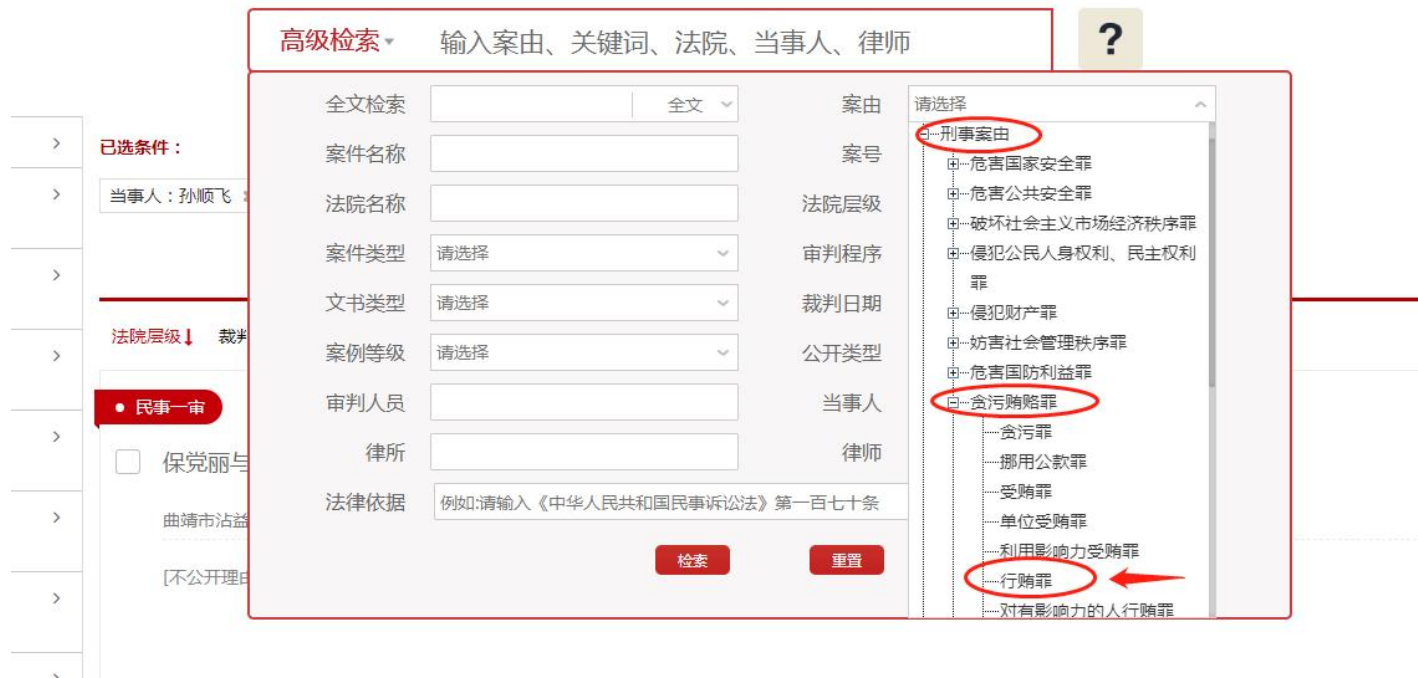 高级检索 输入案由、关键词、法院、当事人、律师 ?
全文检索 全文 案由 请选择
刑事案由
已选条件：
案件名称 案号
危害国家安全罪
当事人：孙顺飞
法院名称 法院层级
危害公共安全罪
破坏社会主义市场经济秩序罪
案件类型 请选择 审判程序
侵犯公民人身权利、民主权利
罪
文书类型 请选择 裁判日期
侵犯财产罪
法院层级 裁判
案例等级 请选择 公开类型
妨害社会管理秩序罪
危害国防利益罪
民事一审
审判人员 当事人
贪污贿赂罪
贪污罪
保党丽与
律所 律师
挪用公款罪
受贿罪
法律依据 例如:请输入《中华人民共和国民事诉讼法》第一百七十条
曲靖市沾益
单位受贿罪
利用影响力受贿罪
检索 重置
[不公开理由
行贿罪
对有影响力的人行贿罪